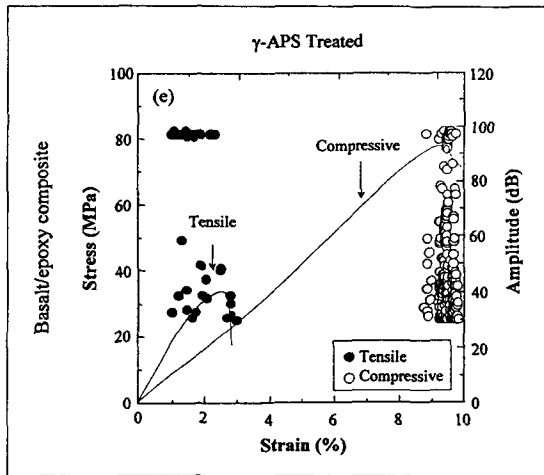 γ-APS Treated
(e)
Basalt/epoxy composite
Stress (MPa)
100
80
60
40
20
0
Tensile
Compressive
Amplitude (dB)
120
100
80
60
40
20
0
Tensile
Compressive
0 2 4 6 8 10
Strain (%)